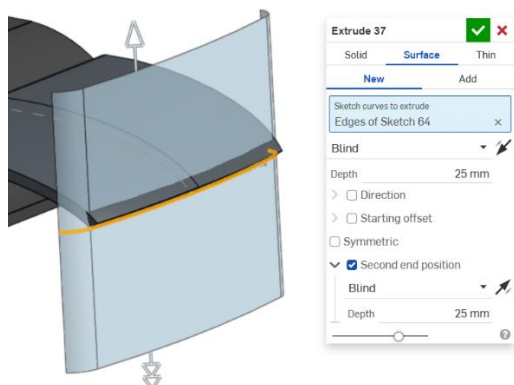 Extrude 37
Solid Surface Thin
New Add
Sketch curves to extrude
Edges of Sketch 64
Blind
Depth 25 mm
Direction
Starting offset
Symmetric
Second end position
Blind
Depth 25 mm